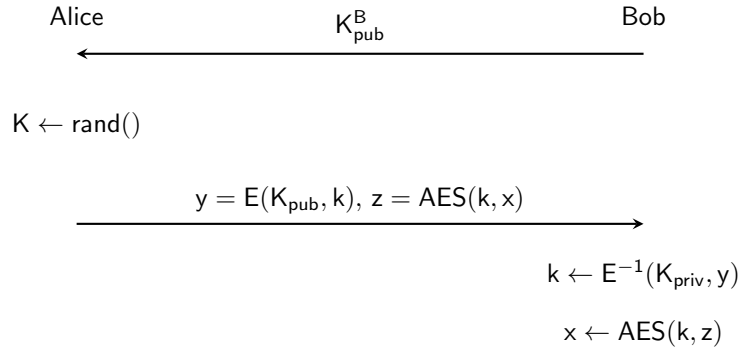 Alice Bob
K^B_pub
K ← rand()
y = E(K_pub, k), z = AES(k, x)
k ← E^−1(K_priv, y)
x ← AES(k, z)